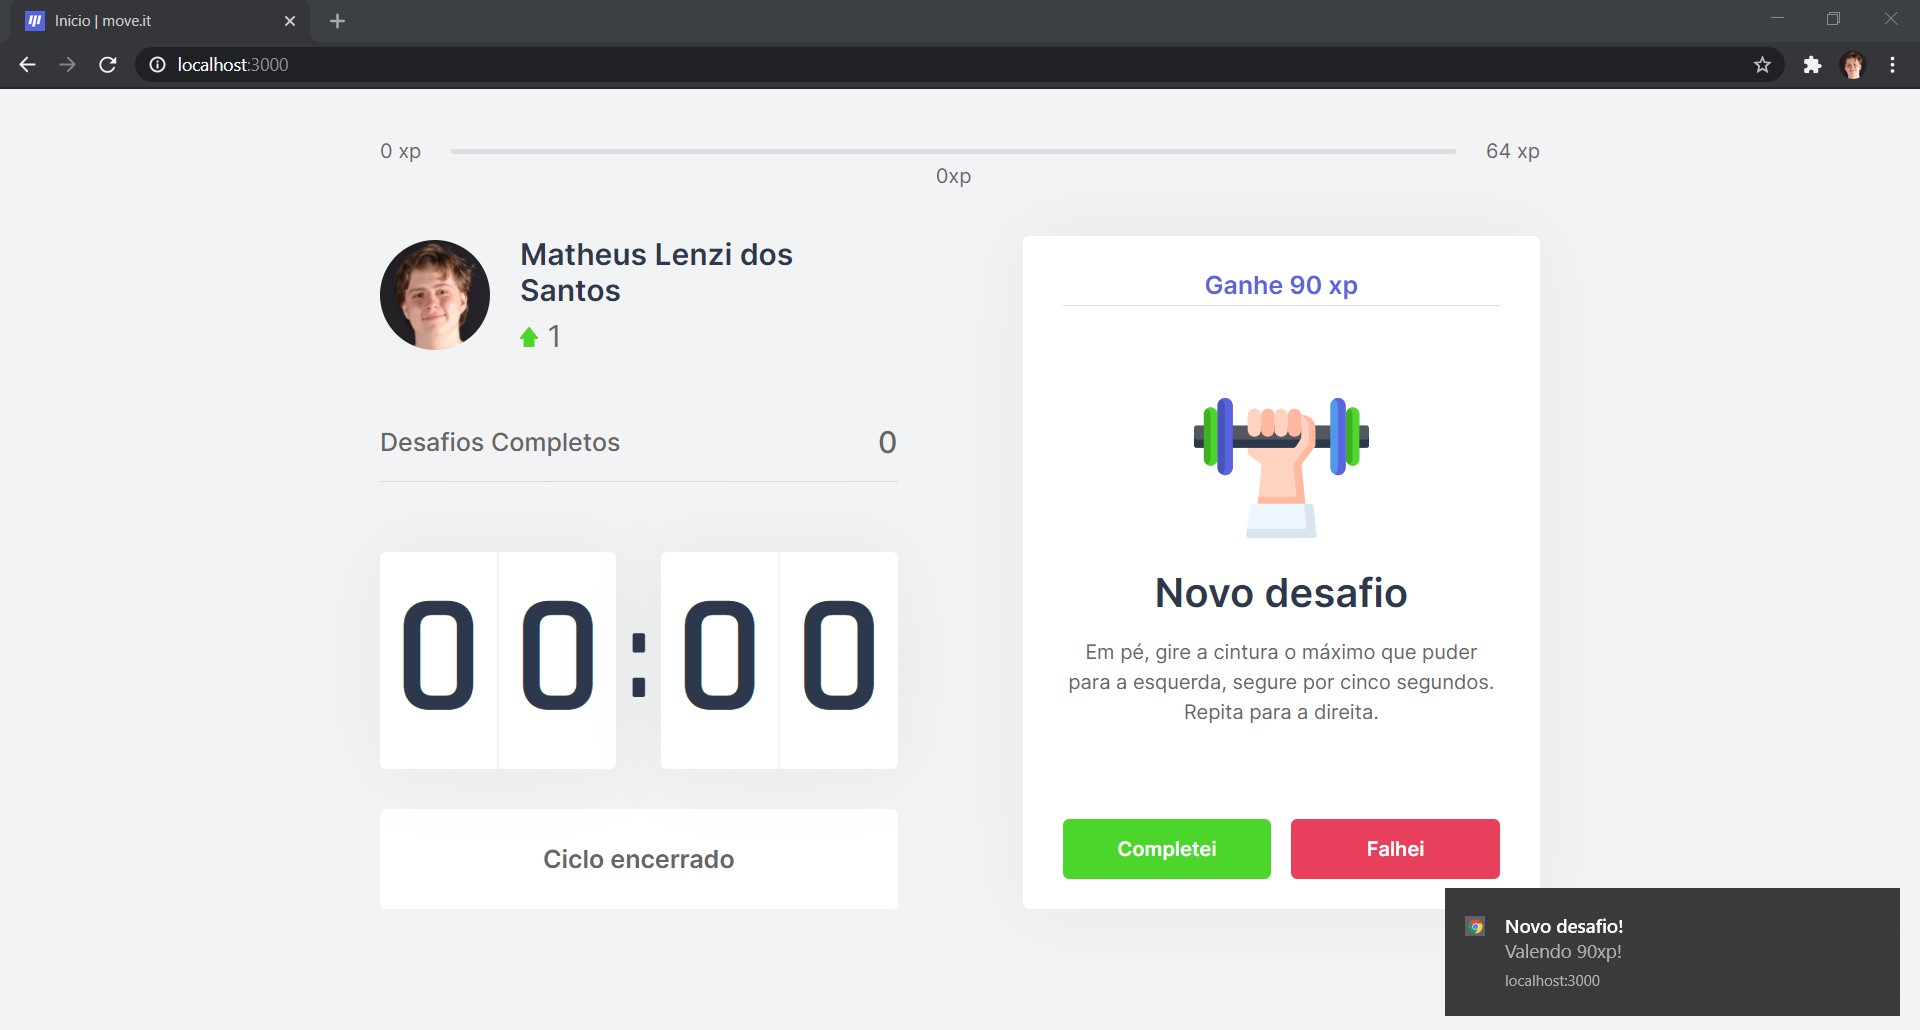 Inicio | move.it
localhost:3000
0 xp
64 xp
0xp
Matheus Lenzi dos
Santos
1
Desafios Completos
0
00:00
Ciclo encerrado
Ganhe 90 xp
Novo desafio
Em pé, gire a cintura o máximo que puder
para a esquerda, segure por cinco segundos.
Repita para a direita.
Completei
Falhei
Novo desafio!
Valendo 90xp!
localhost:3000